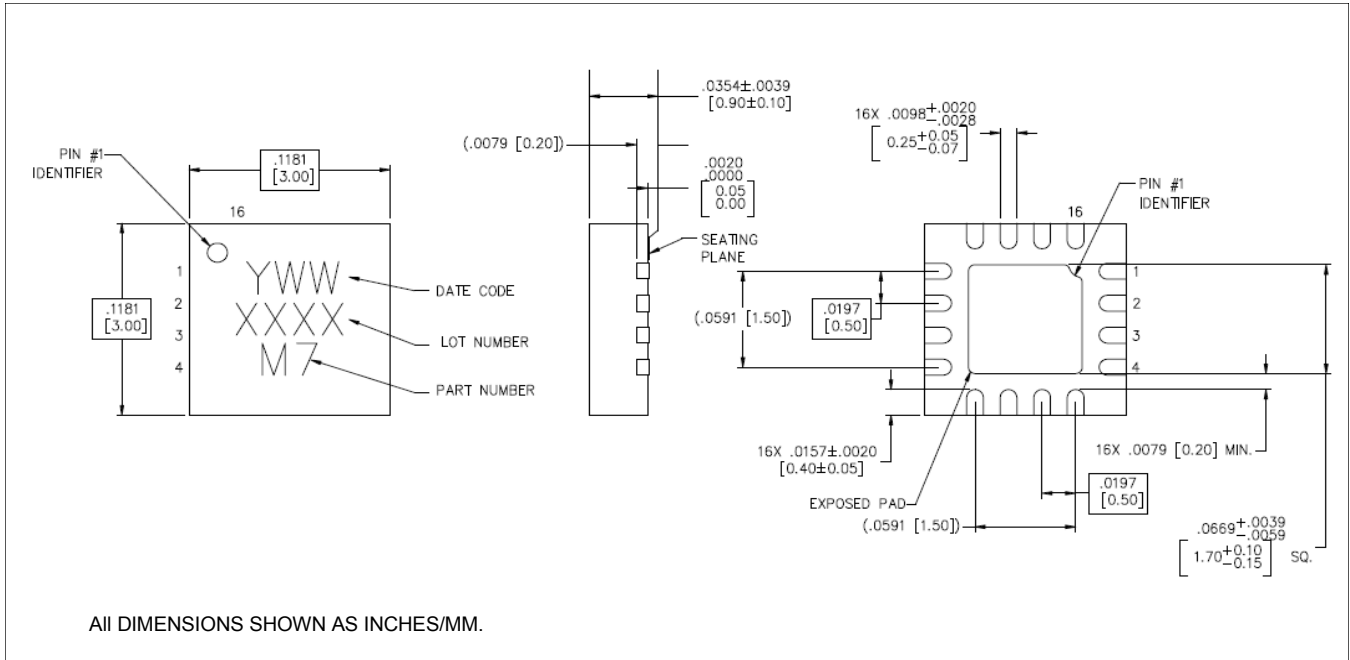 PIN #1
IDENTIFIER
.1181
[3.00]
16
.1181
[3.00]
1
2
3
4
YWW
XXXX
M7
DATE CODE
LOT NUMBER
PART NUMBER
.0354±.0039
[0.90±0.10]
(.0079 [0.20])
.0020
.0000
[0.05
0.00]
SEATING
PLANE
16X .0098+.0020
-.0028
[0.25+0.05
-0.07]
PIN #1
IDENTIFIER
16
1
2
3
4
(.0591 [1.50])
.0197
[0.50]
16X .0157±.0020
[0.40±0.05]
EXPOSED PAD
(.0591 [1.50])
16X .0079 [0.20] MIN.
.0197
[0.50]
.0669+.0039
-.0059
[1.70+0.10
-0.15] SQ.
All DIMENSIONS SHOWN AS INCHES/MM.